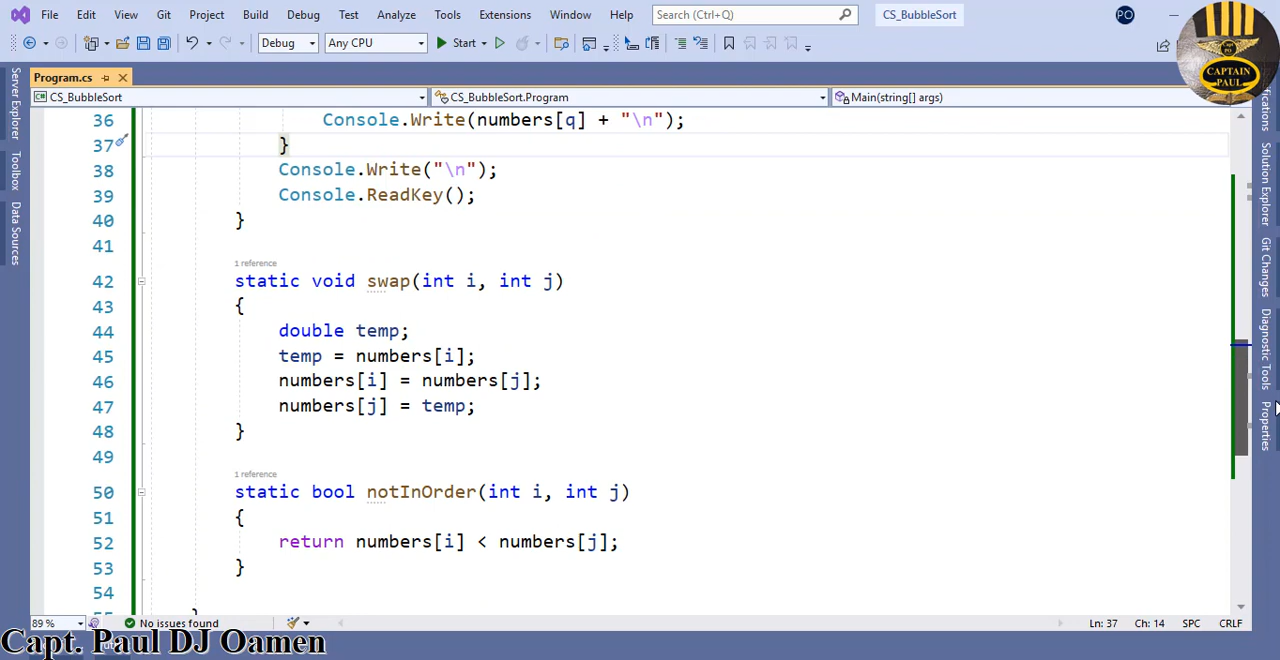 File Edit View Git Project Build Debug Test Analyze Tools Extensions Window Help Search (Ctrl+Q) CS_BubbleSort PO
Debug Any CPU Start
CAPTAIN
PAUL
Program.cs
CS_BubbleSort CS_BubbleSort.Program Main(string[] args)
Server Explorer
Toolbox
Data Sources
36 Console.Write(numbers[q] + "\n");
37 }
38 Console.Write("\n");
39 Console.ReadKey();
40 }
41
1 reference
42 static void swap(int i, int j)
43 {
44 double temp;
45 temp = numbers[i];
46 numbers[i] = numbers[j];
47 numbers[j] = temp;
48 }
49
1 reference
50 static bool notInOrder(int i, int j)
51 {
52 return numbers[i] < numbers[j];
53 }
54
Solution Explorer
Git Changes
Diagnostic Tools
Properties
89 % No issues found Ln: 37 Ch: 14 SPC CRLF
Capt. Paul DJ Oamen